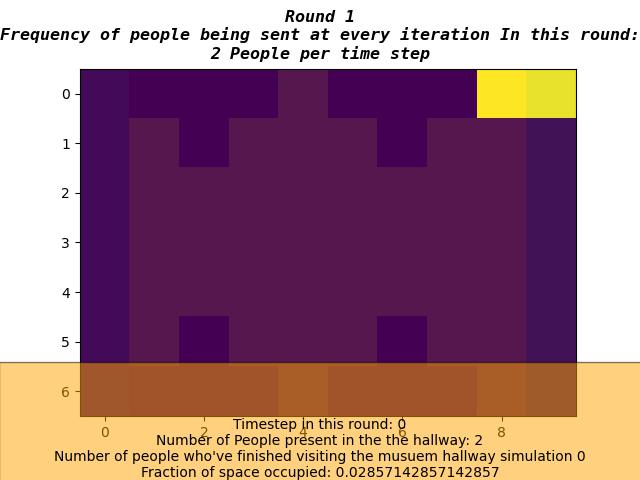 Round 1
Frequency of people being sent at every iteration In this round:
2 People per time step
0
1
2
3
4
5
6
0 2 4 6 8
Timestep in this round: 0
Number of People present in the the hallway: 2
Number of people who've finished visiting the musuem hallway simulation 0
Fraction of space occupied: 0.02857142857142857